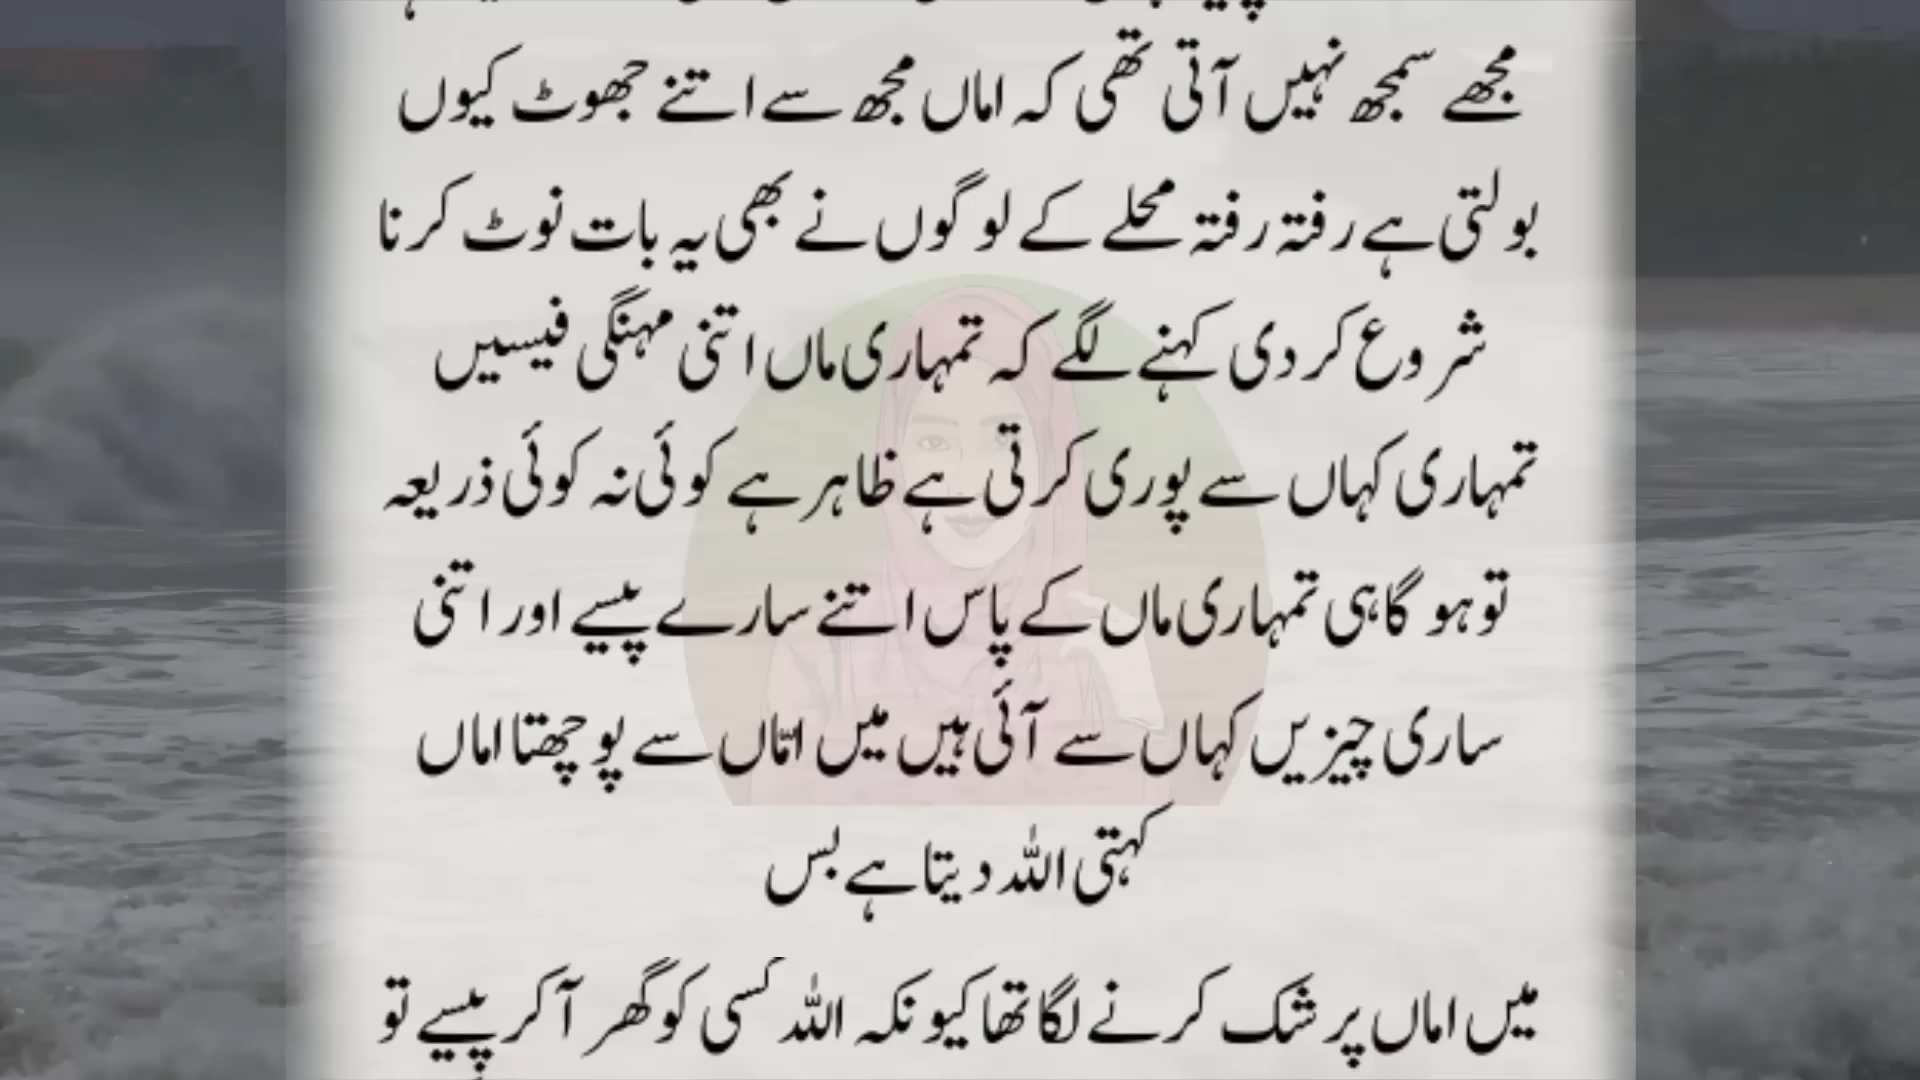 مجھے سمجھ نہیں آتی تھی کہ اماں مجھ سے اتنے جھوٹ کیوں
بولتی ہے رفتہ رفتہ محلے کے لوگوں نے بھی یہ بات نوٹ کرنا
شروع کر دی کہنے لگے کہ تمہاری ماں اتنی مہنگی فیسیں
تمہاری کہاں سے پوری کرتی ہے ظاہر ہے کوئی نہ کوئی ذریعہ
تو ہو گا ہی تمہاری ماں کے پاس اتنے سارے پیسے اور اتنی
ساری چیزیں کہاں سے آئی ہیں میں امّاں سے پوچھتا اماں
کہتی اللہ دیتا ہے بس
میں اماں پر شک کرنے لگا تھا کیونکہ اللہ کسی کو گھر آ کر پیسے تو